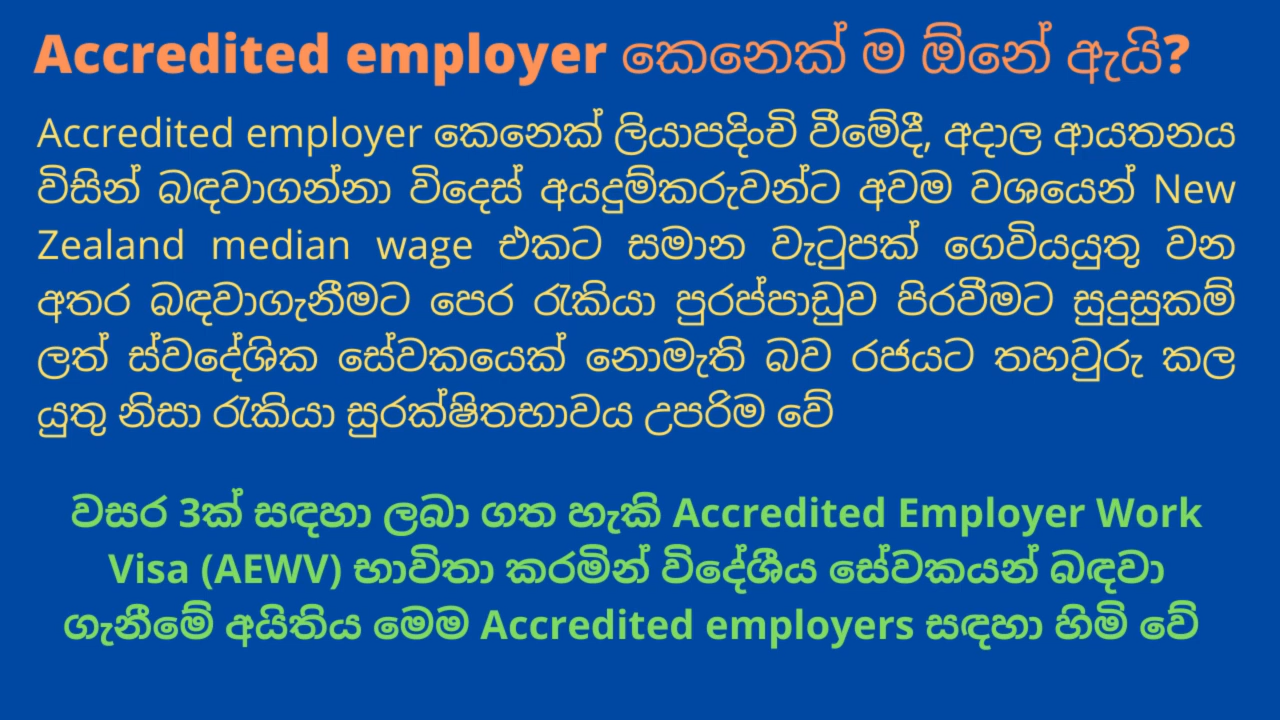 Accredited employer කෙනෙක් ම ඕනේ ඇයි?
Accredited employer කෙනෙක් ලියාපදිංචි වීමේදී, අදාල ආයතනය
විසින් බඳවාගන්නා විදෙස් අයදුම්කරුවන්ට අවම වශයෙන් New
Zealand median wage එකට සමාන වැටුපක් ගෙවියයුතු වන
අතර බඳවාගැනීමට පෙර රැකියා පුරප්පාඩුව පිරවීමට සුදුසුකම්
ලත් ස්වදේශික සේවකයෙක් නොමැති බව රජයට තහවුරු කල
යුතු නිසා රැකියා සුරක්ෂිතභාවය උපරිම වේ
වසර 3ක් සඳහා ලබා ගත හැකි Accredited Employer Work
Visa (AEWV) භාවිතා කරමින් විදේශීය සේවකයන් බඳවා
ගැනීමේ අයිතිය මෙම Accredited employers සඳහා හිමි වේ